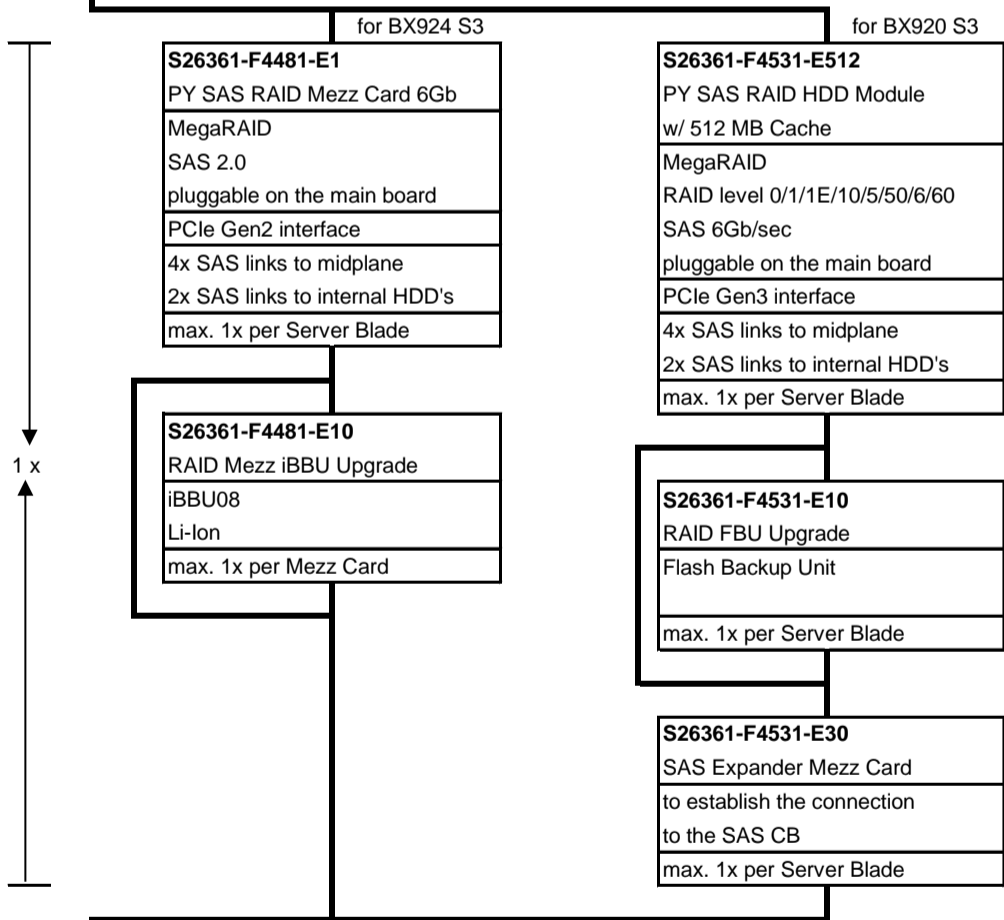 for BX924 S3
S26361-F4481-E1
PY SAS RAID Mezz Card 6Gb
MegaRAID
SAS 2.0
pluggable on the main board
PCIe Gen2 interface
4x SAS links to midplane
2x SAS links to internal HDD's
max. 1x per Server Blade
S26361-F4481-E10
RAID Mezz iBBU Upgrade
iBBU08
Li-Ion
max. 1x per Mezz Card
1 x
for BX920 S3
S26361-F4531-E512
PY SAS RAID HDD Module
w/ 512 MB Cache
MegaRAID
RAID level 0/1/1E/10/5/50/6/60
SAS 6Gb/sec
pluggable on the main board
PCIe Gen3 interface
4x SAS links to midplane
2x SAS links to internal HDD's
max. 1x per Server Blade
S26361-F4531-E10
RAID FBU Upgrade
Flash Backup Unit
max. 1x per Server Blade
S26361-F4531-E30
SAS Expander Mezz Card
to establish the connection
to the SAS CB
max. 1x per Server Blade